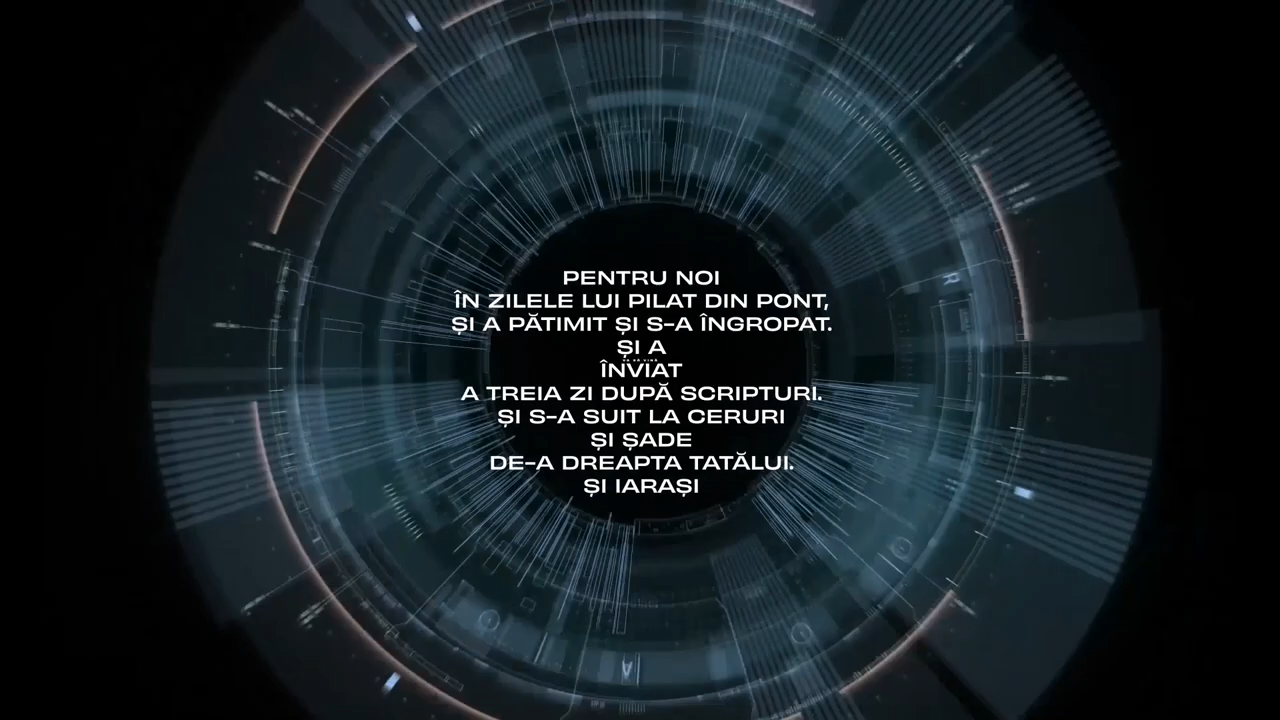 PENTRU NOI
ÎN ZILELE LUI PILAT DIN PONT,
ȘI A PĂTIMIT ȘI S-A ÎNGROPAT.
ȘI A
ÎNVIAT
A TREIA ZI DUPĂ SCRIPTURI.
ȘI S-A SUIT LA CERURI
ȘI ȘADE
DE-A DREAPTA TATĂLUI.
ȘI IARAȘI